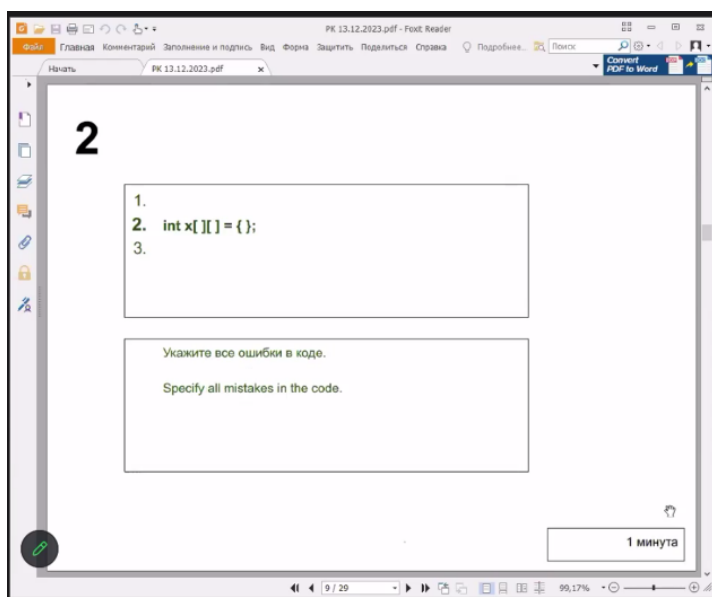 PK 13.12.2023.pdf - Foxit Reader
Файл Главная Комментарий Заполнение и подпись Вид Форма Защитить Поделиться Справка Подробнее... Поиск
Начать PK 13.12.2023.pdf x
Convert
PDF to Word
2
1.
2. int x[ ][ ] = { };
3.
Укажите все ошибки в коде.
Specify all mistakes in the code.
1 минута
9 / 29 99,17%